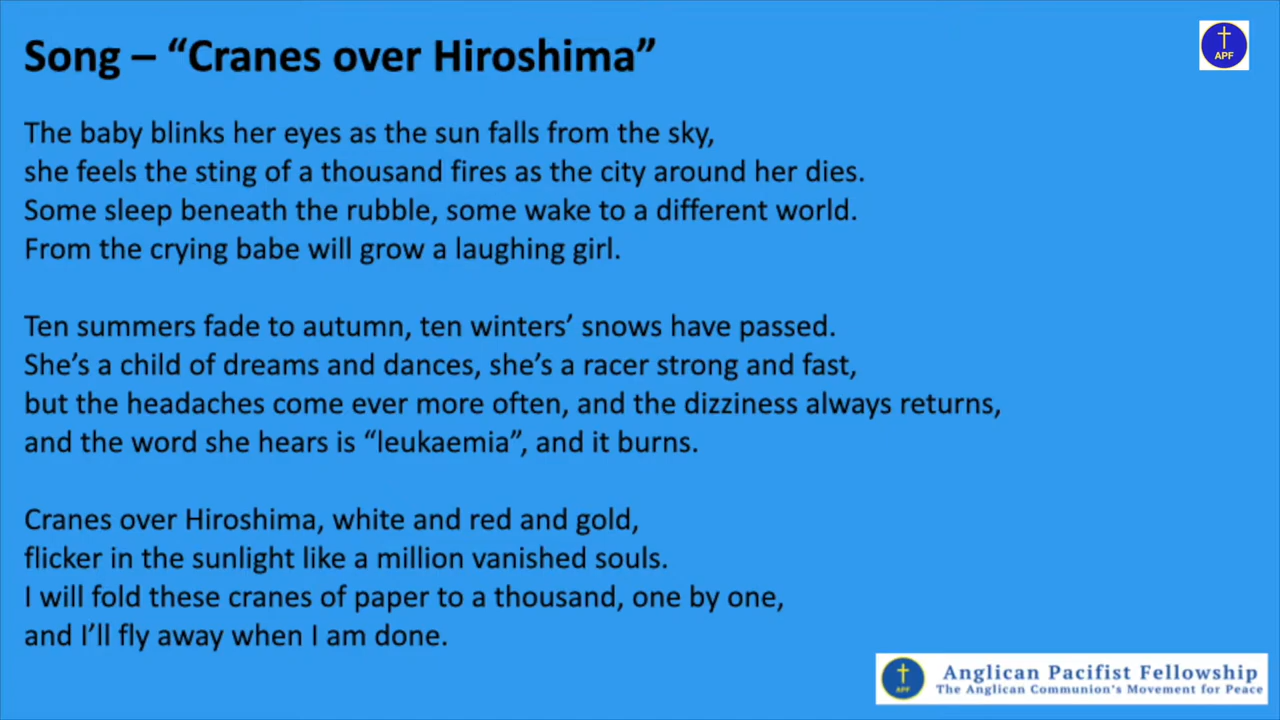 Song – “Cranes over Hiroshima”
APF
The baby blinks her eyes as the sun falls from the sky,
she feels the sting of a thousand fires as the city around her dies.
Some sleep beneath the rubble, some wake to a different world.
From the crying babe will grow a laughing girl.
Ten summers fade to autumn, ten winters’ snows have passed.
She’s a child of dreams and dances, she’s a racer strong and fast,
but the headaches come ever more often, and the dizziness always returns,
and the word she hears is “leukaemia”, and it burns.
Cranes over Hiroshima, white and red and gold,
flicker in the sunlight like a million vanished souls.
I will fold these cranes of paper to a thousand, one by one,
and I’ll fly away when I am done.
APF
Anglican Pacifist Fellowship
The Anglican Communion's Movement for Peace